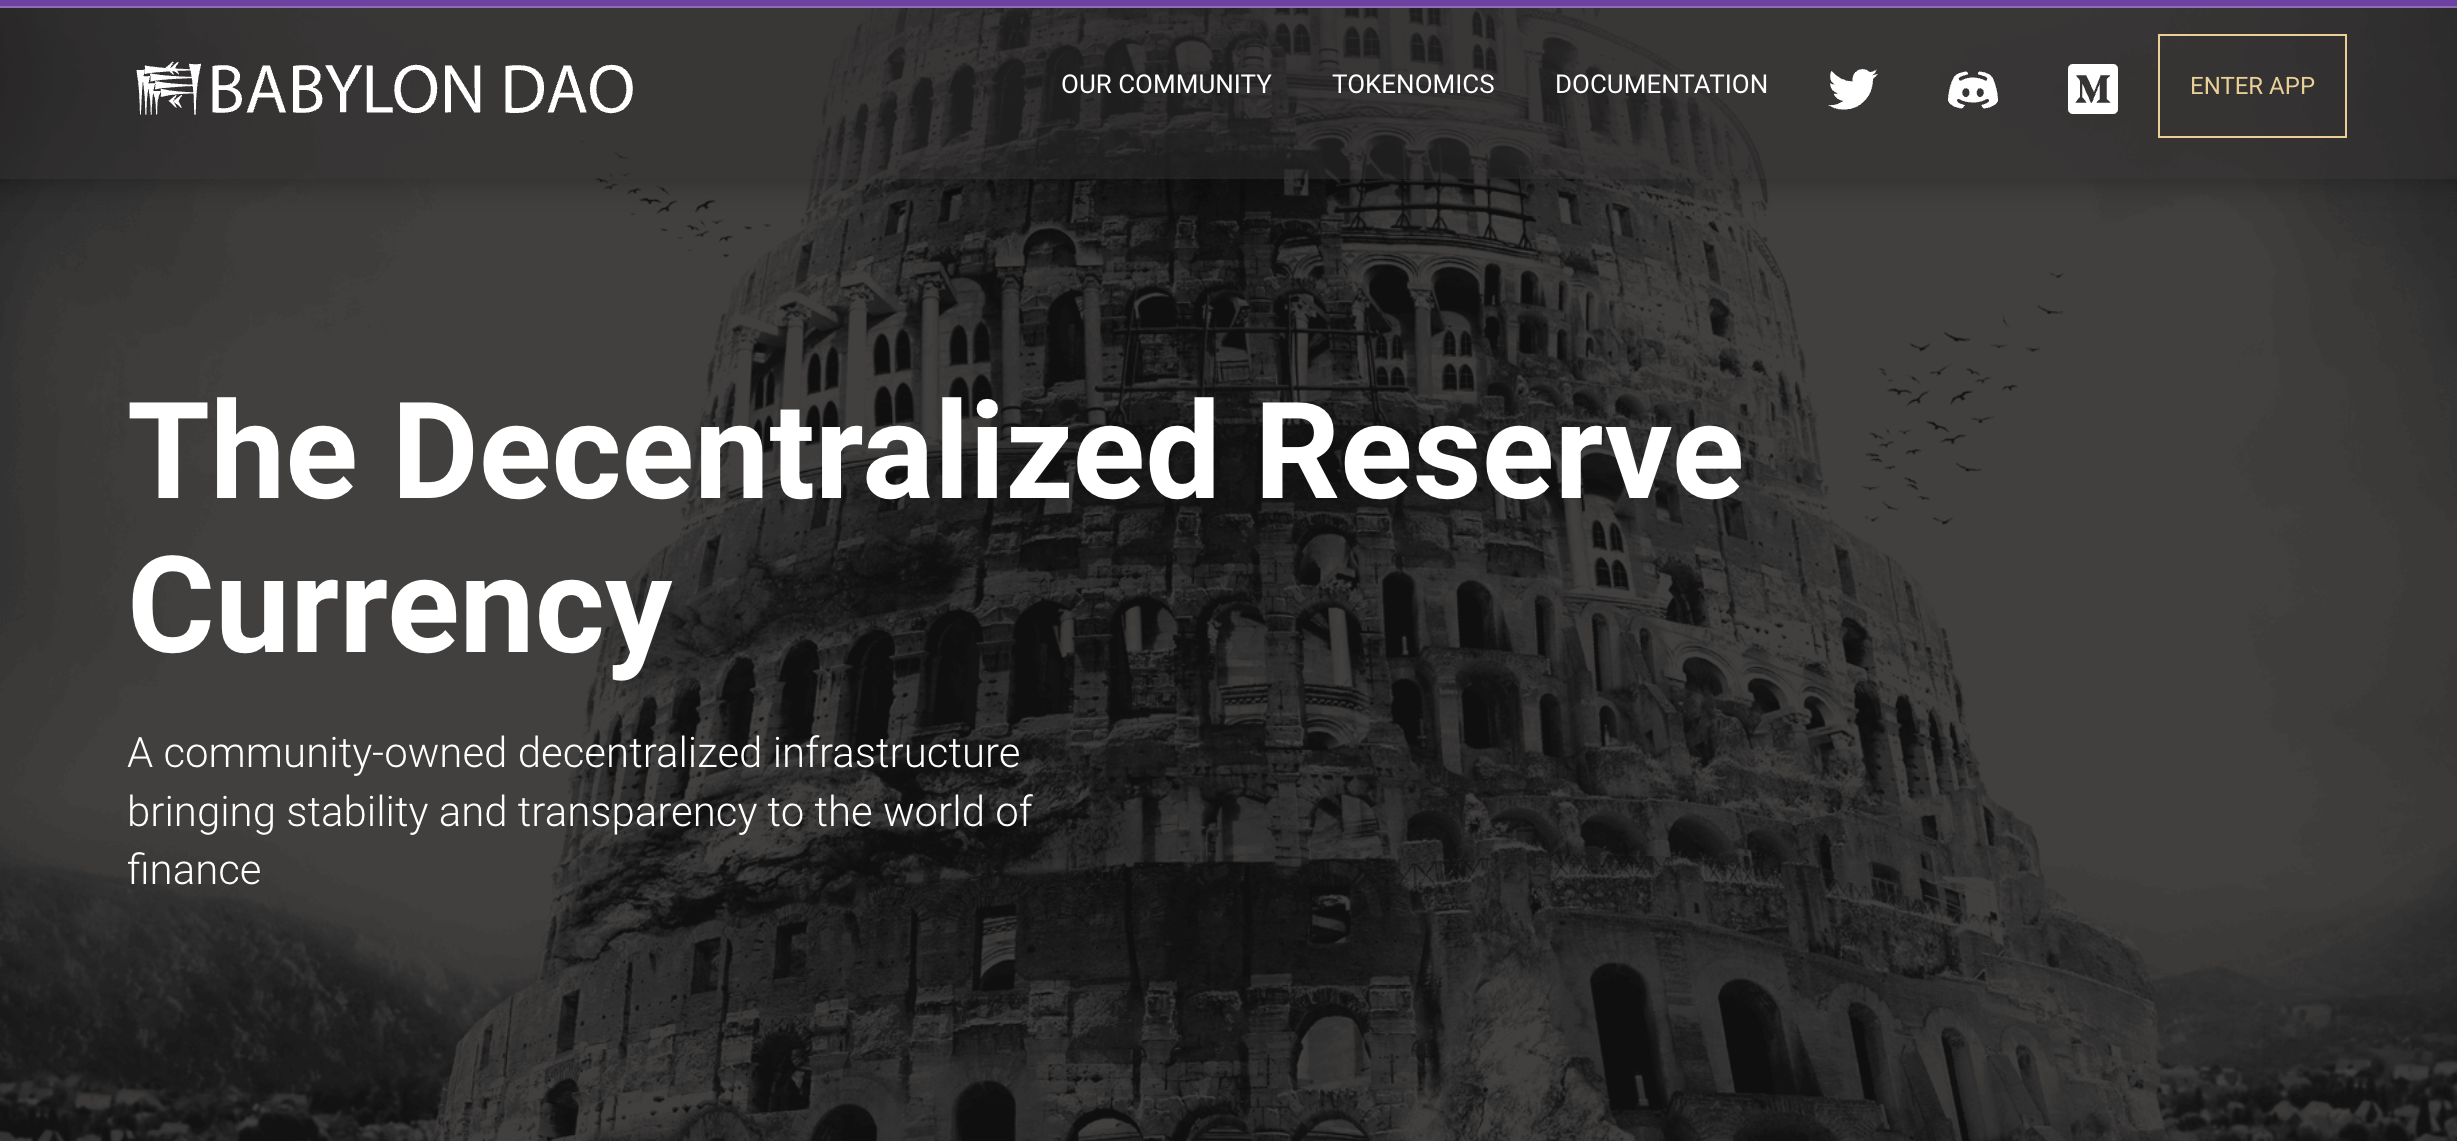 BABYLON DAO
OUR COMMUNITY
TOKENOMICS
DOCUMENTATION
ENTER APP
The Decentralized Reserve
Currency
A community-owned decentralized infrastructure
bringing stability and transparency to the world of
finance